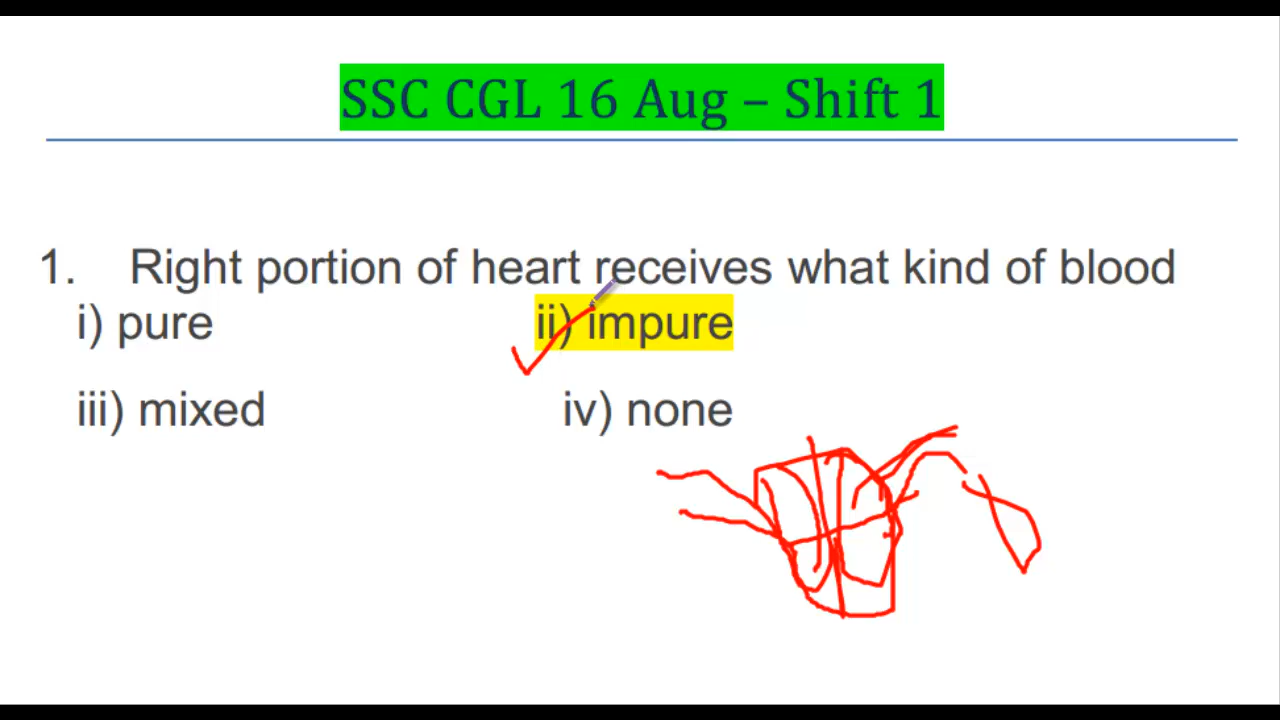 SSC CGL 16 Aug – Shift 1
1. Right portion of heart receives what kind of blood
i) pure ii) impure
iii) mixed iv) none